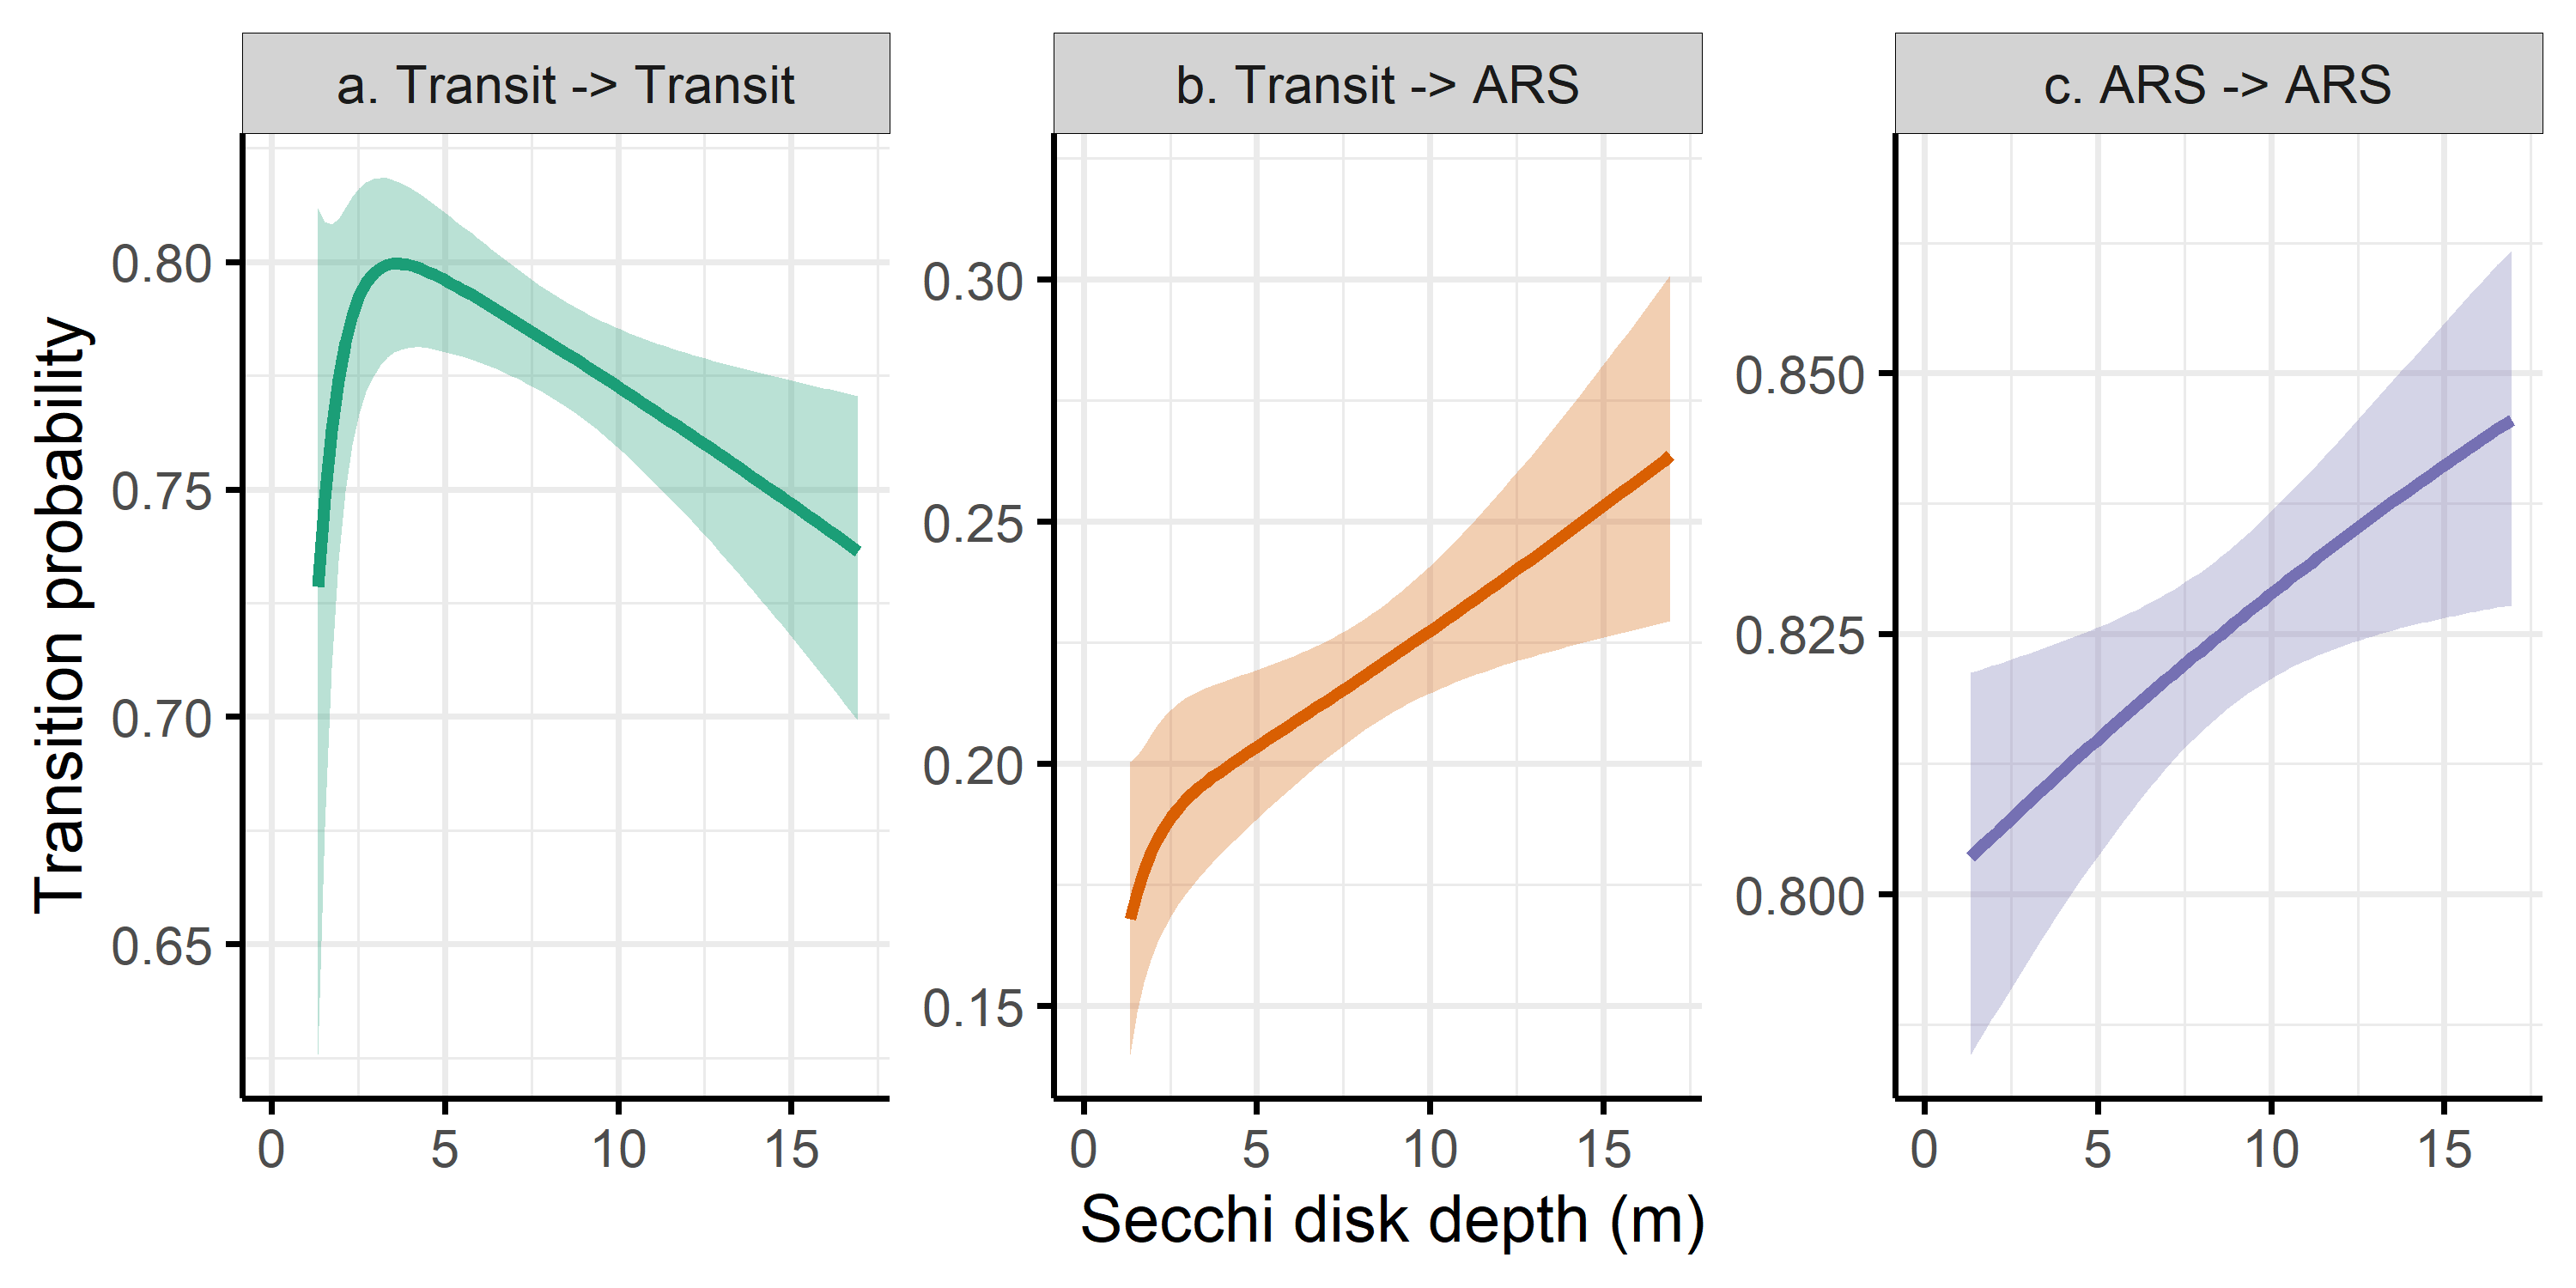 a. Transit -> Transit
b. Transit -> ARS
c. ARS -> ARS
Transition probability
0.80
0.75
0.70
0.65
0.30
0.25
0.20
0.15
0.850
0.825
0.800
0 5 10 15
0 5 10 15
0 5 10 15
Secchi disk depth (m)